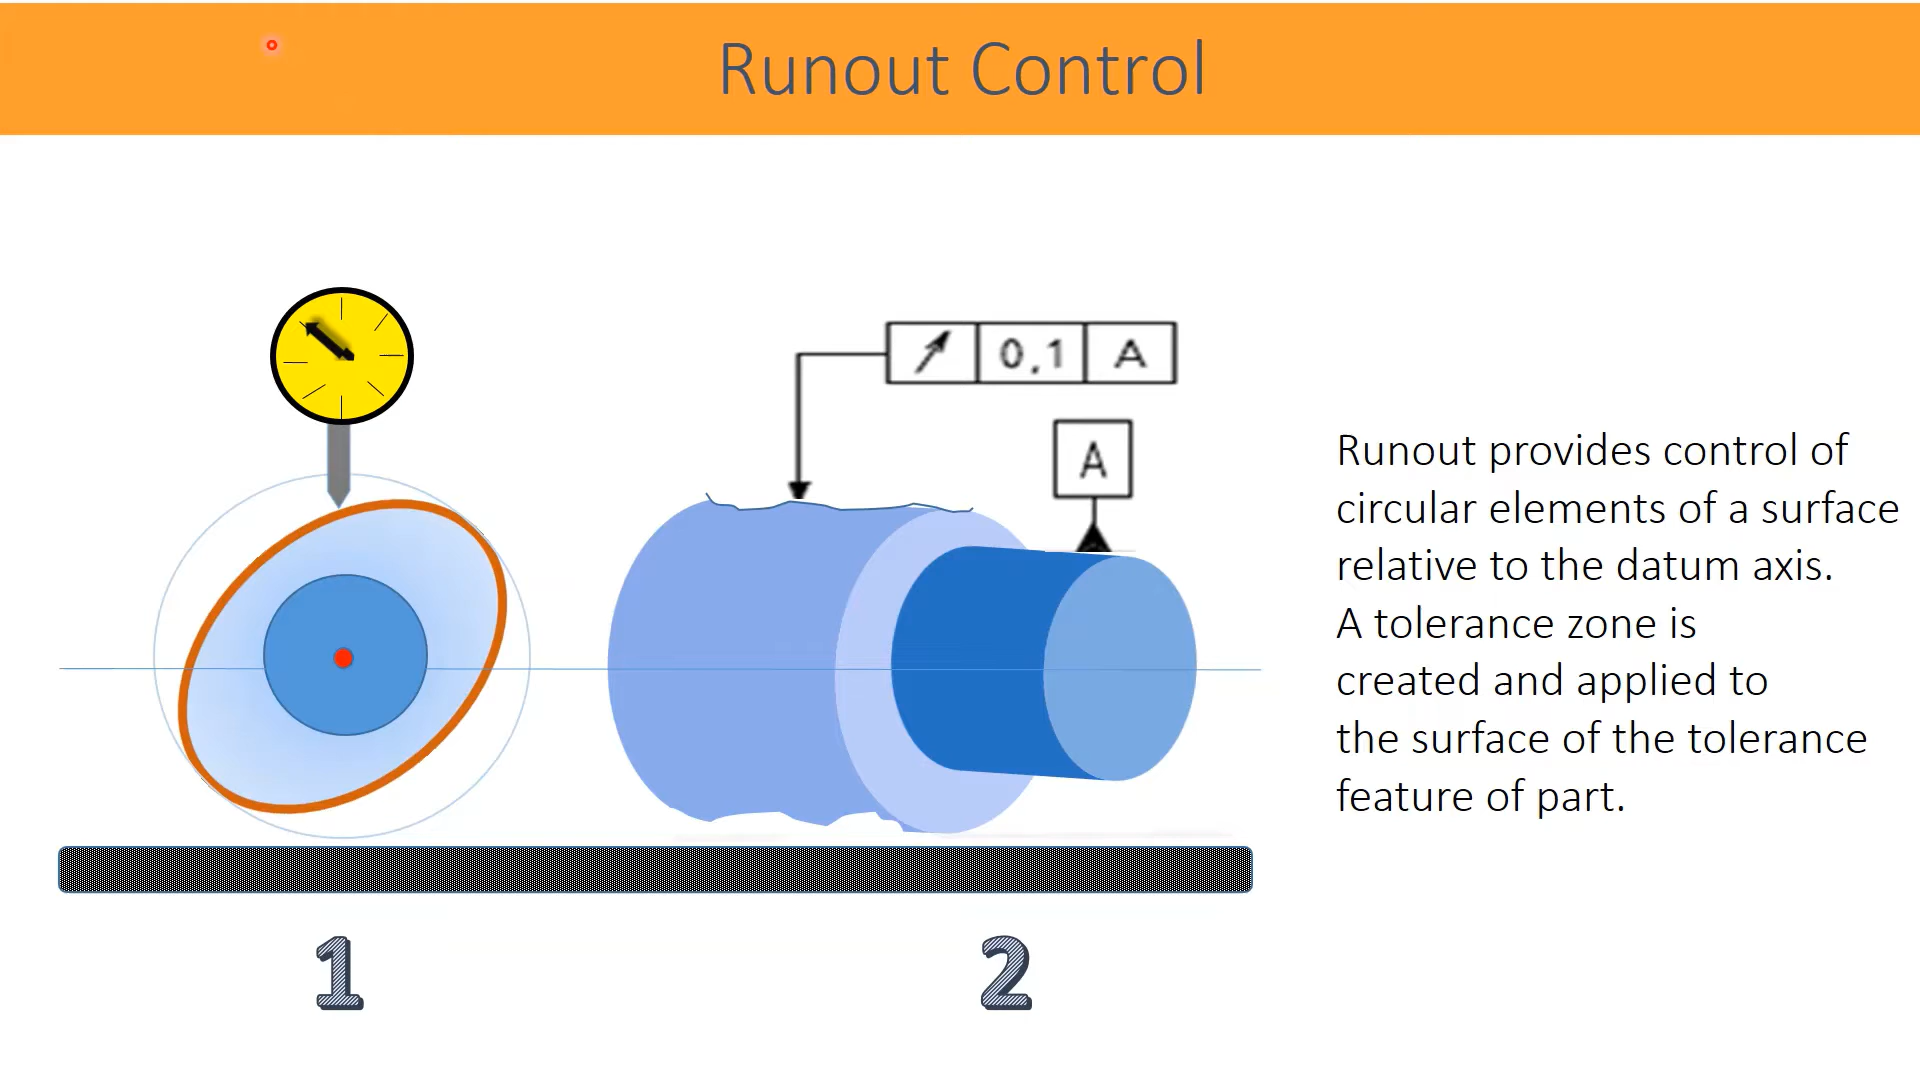 Runout Control
0,1 A
A
Runout provides control of
circular elements of a surface
relative to the datum axis.
A tolerance zone is
created and applied to
the surface of the tolerance
feature of part.
1
2